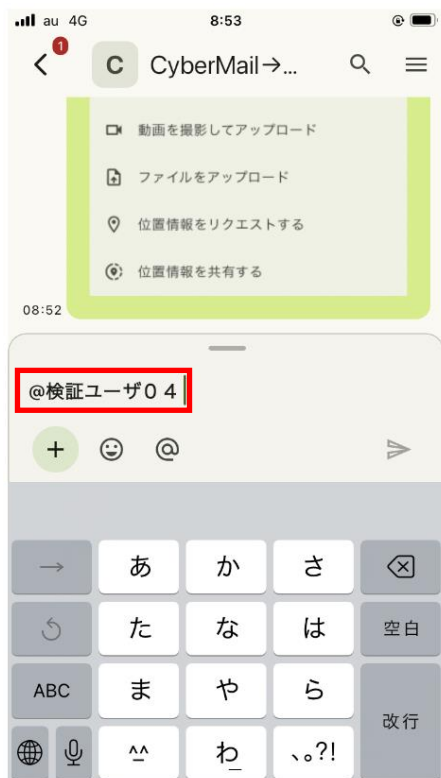 au 4G 8:53
1
C CyberMail→...
動画を撮影してアップロード
ファイルをアップロード
位置情報をリクエストする
位置情報を共有する
08:52
@検証ユーザ04
+ @
→ あ か さ
た な は 空白
ABC ま や ら
改行
^^ わ 、。?!